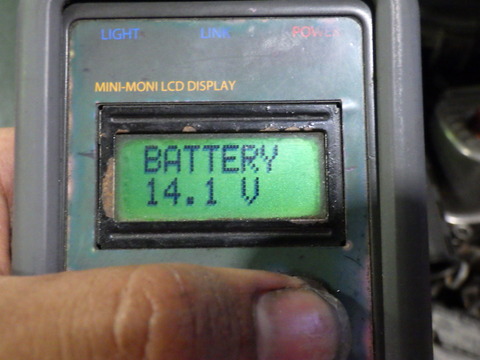 LIGHT LINK POWER
MINI-MONI LCD DISPLAY
BATTERY
14.1 V